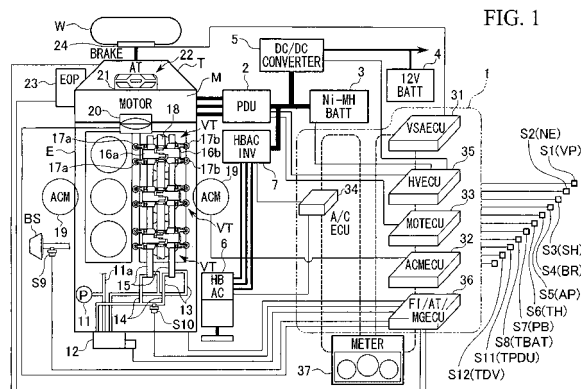 FIG. 1
W
24
BRAKE
AT
22
T
M
23
EOP
21
MOTOR
20
5
DC/DC
CONVERTER
2
PDU
3
Ni-MH
BATT
4
12V
BATT
31
1
VSAECU
35
HVECU
33
MOTECU
32
ACMECU
36
FI/AT/
MGECU
34
A/C
ECU
HBAC
INV
7
17a
18
VT
17b
E
16a
16b
17a
17b
19
ACM
VT
ACM
19
BS
S9
6
HB
AC
11a
VT
15
13
P
11
14
S10
12
METER
37
S2(NE)
S1(VP)
S3(SH)
S4(BR)
S5(AP)
S6(TH)
S7(PB)
S8(TBAT)
S11(TPDU)
S12(TDV)